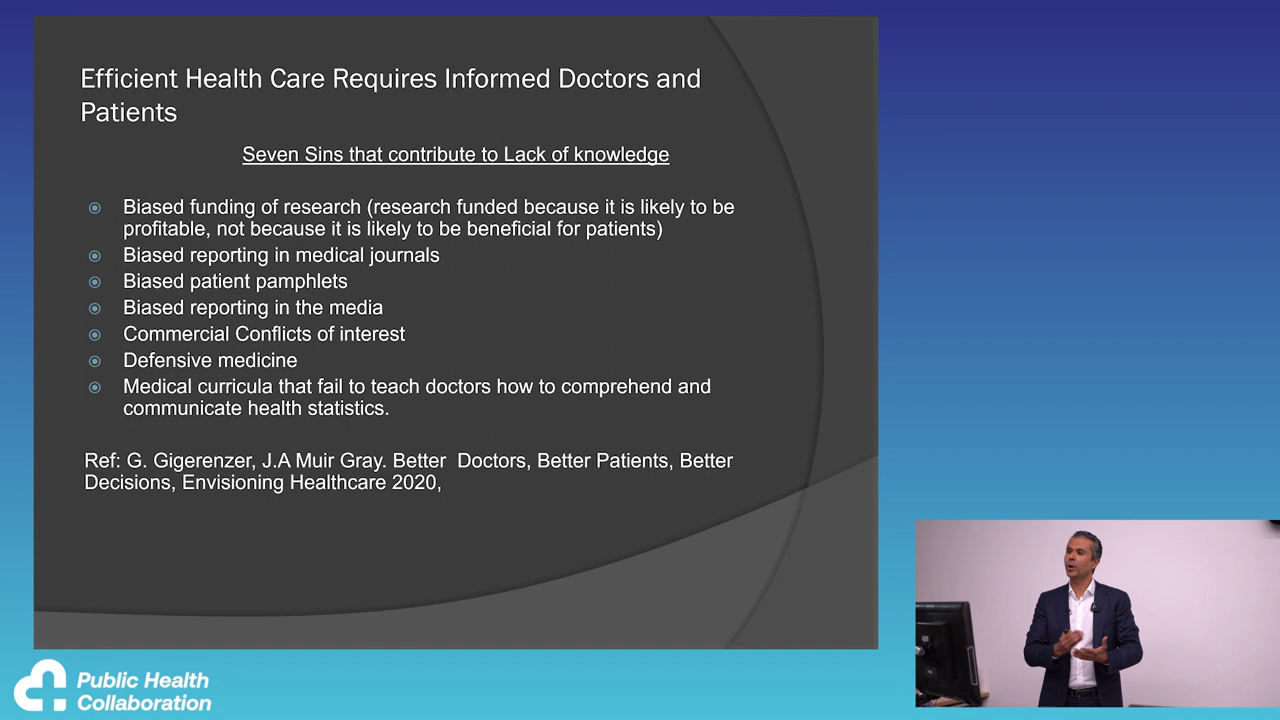 Efficient Health Care Requires Informed Doctors and
Patients
Seven Sins that contribute to Lack of knowledge
Biased funding of research (research funded because it is likely to be
profitable, not because it is likely to be beneficial for patients)
Biased reporting in medical journals
Biased patient pamphlets
Biased reporting in the media
Commercial Conflicts of interest
Defensive medicine
Medical curricula that fail to teach doctors how to comprehend and
communicate health statistics.
Ref: G. Gigerenzer, J.A Muir Gray. Better  Doctors, Better Patients, Better
Decisions, Envisioning Healthcare 2020,
Public Health
Collaboration